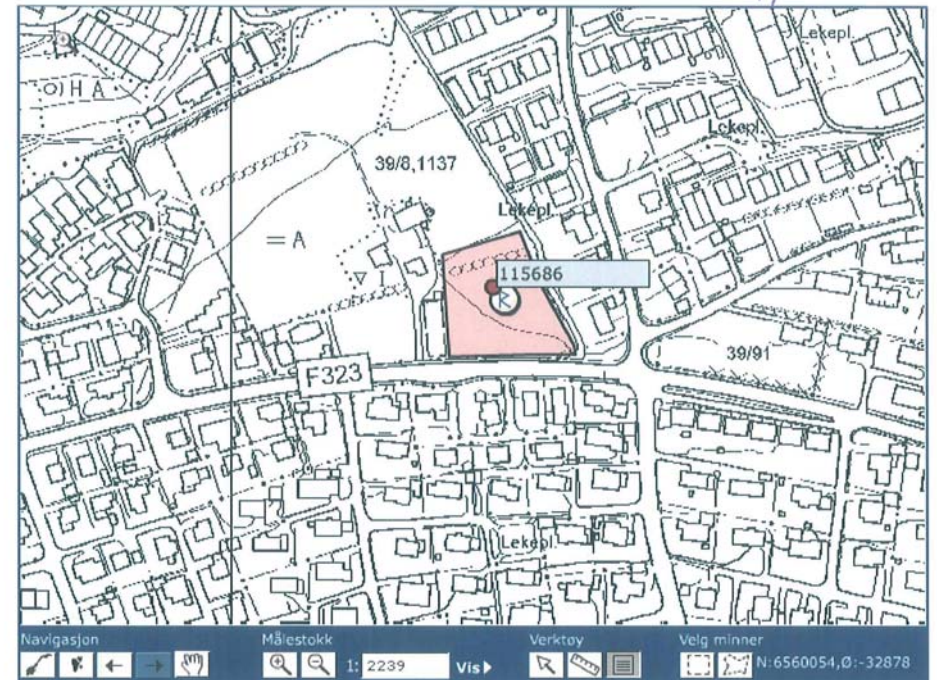 Lekepl.
O) H A
Lekepl.
39/8,1137
Lekepl.
= A
115686
I
39/91
F323
Lekepl.
Navigasjon Målestokk Verktøy Velg minner
1: 2239 Vis N:6560054,Ø:-32878